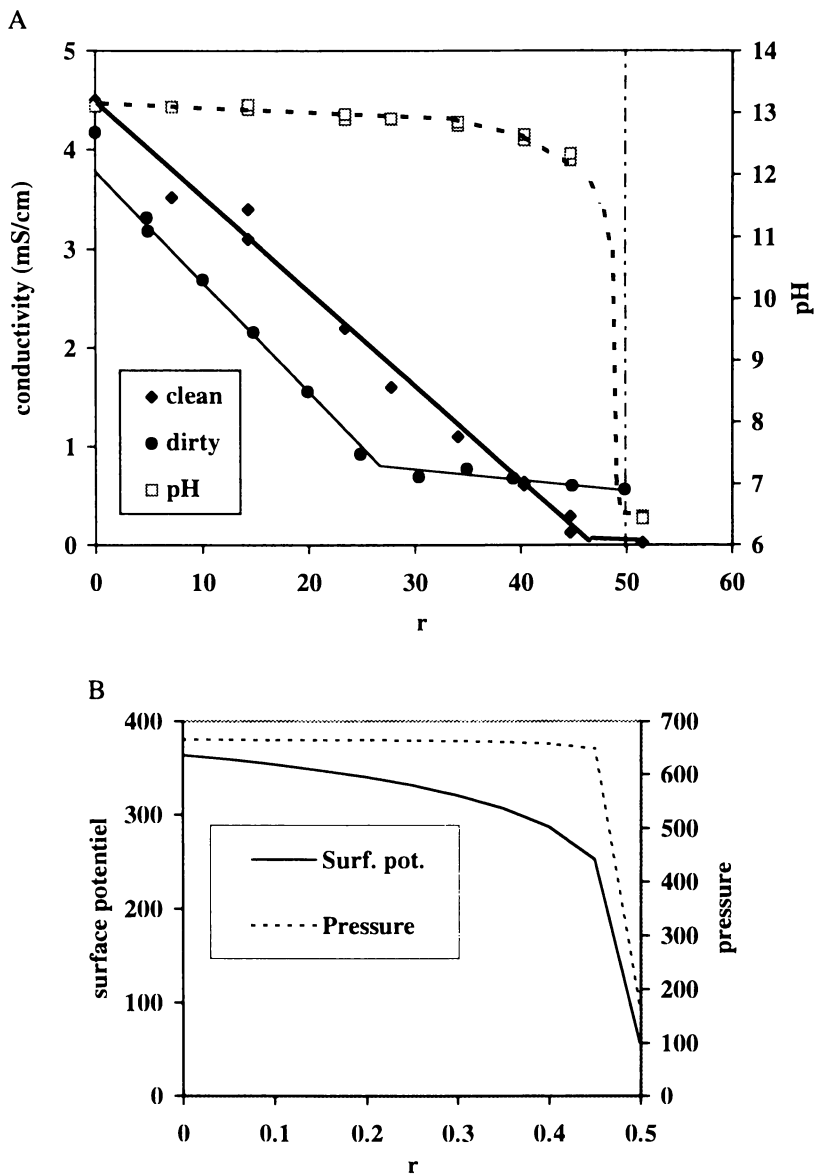 A
5
4
3
2
1
0
conductivity (mS/cm)
14
13
12
11
10
9
8
7
6
pH
clean
dirty
pH
0 10 20 30 40 50 60
r
B
400
300
200
100
0
surface potentiel
700
600
500
400
300
200
100
0
pressure
Surf. pot.
Pressure
0 0.1 0.2 0.3 0.4 0.5
r